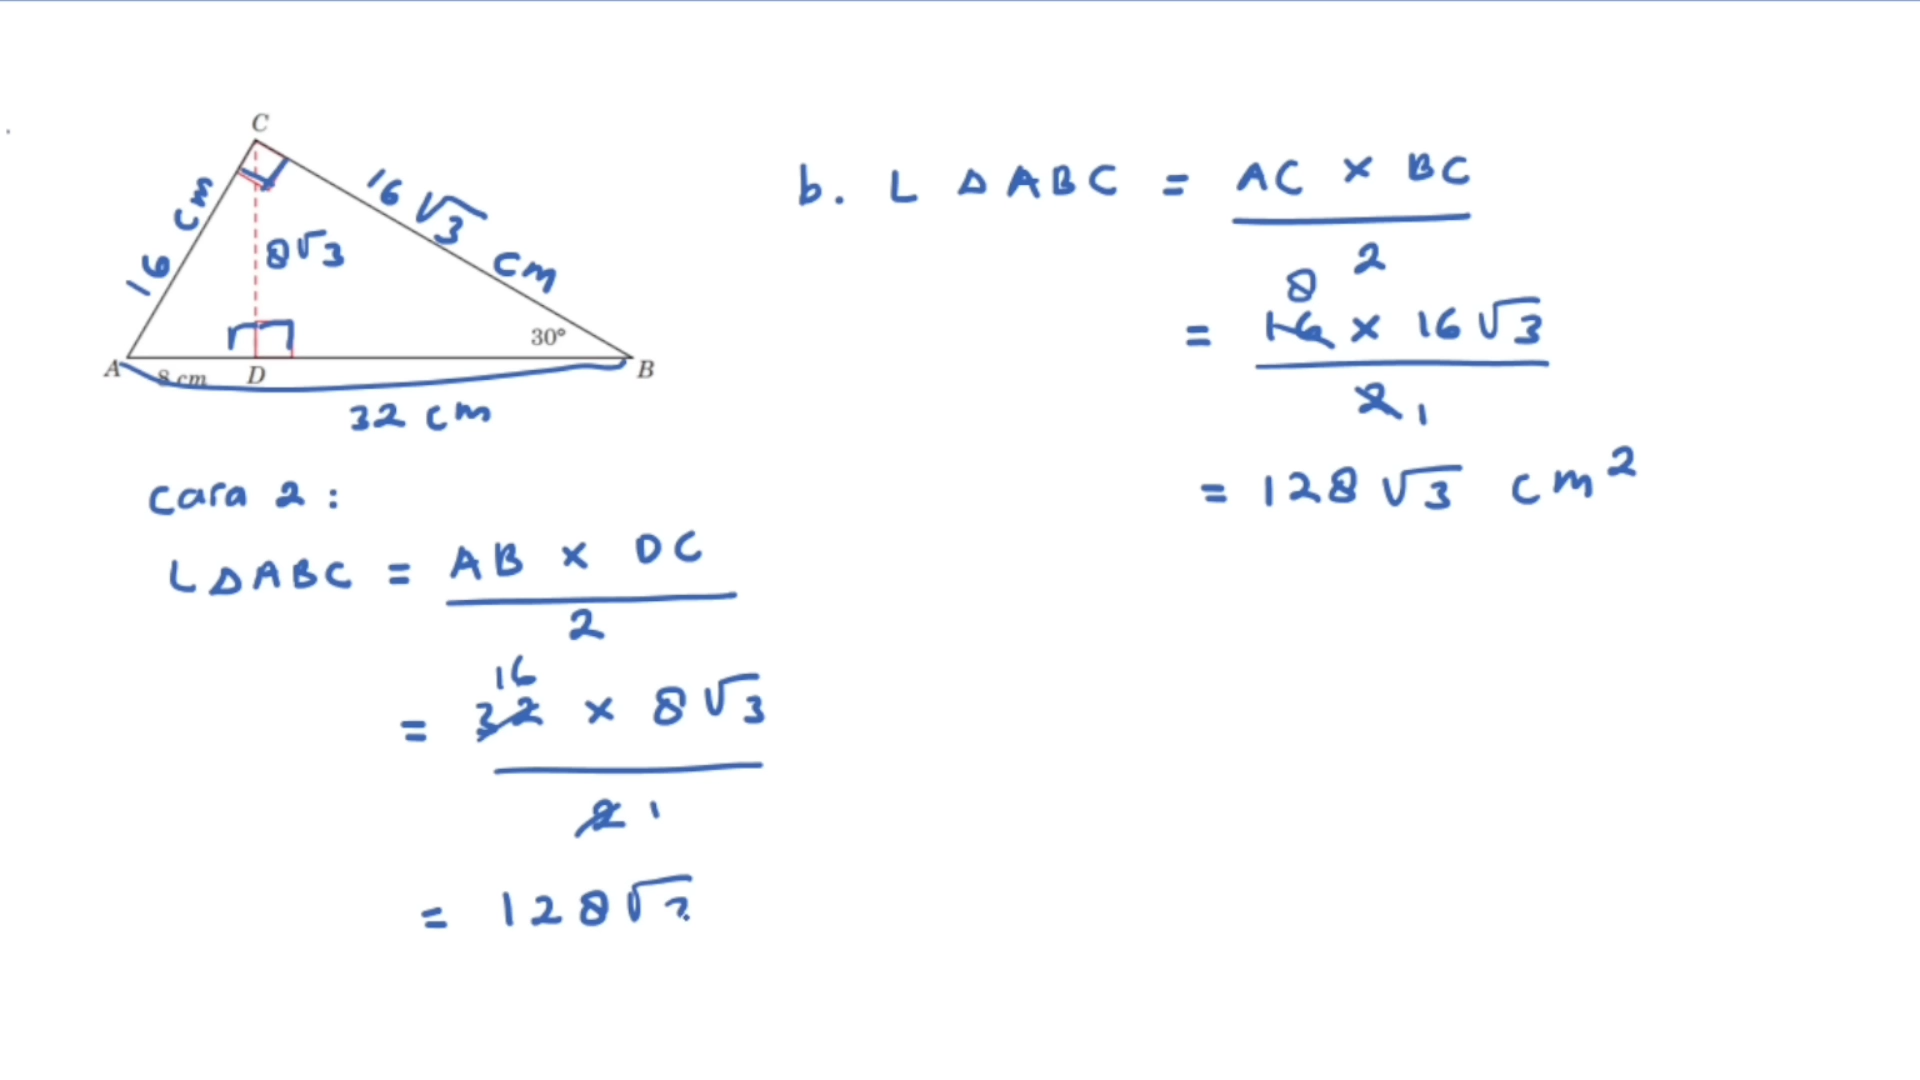 C
16 cm
16√3 cm
8√3
30°
A
8 cm
D
B
32 cm
cara 2 :
L△ABC = AB × DC
2
16
= 32 × 8√3
2 1
= 128√
b. L △ABC = AC × BC
2
8
= 16 × 16√3
2 1
= 128√3 cm²